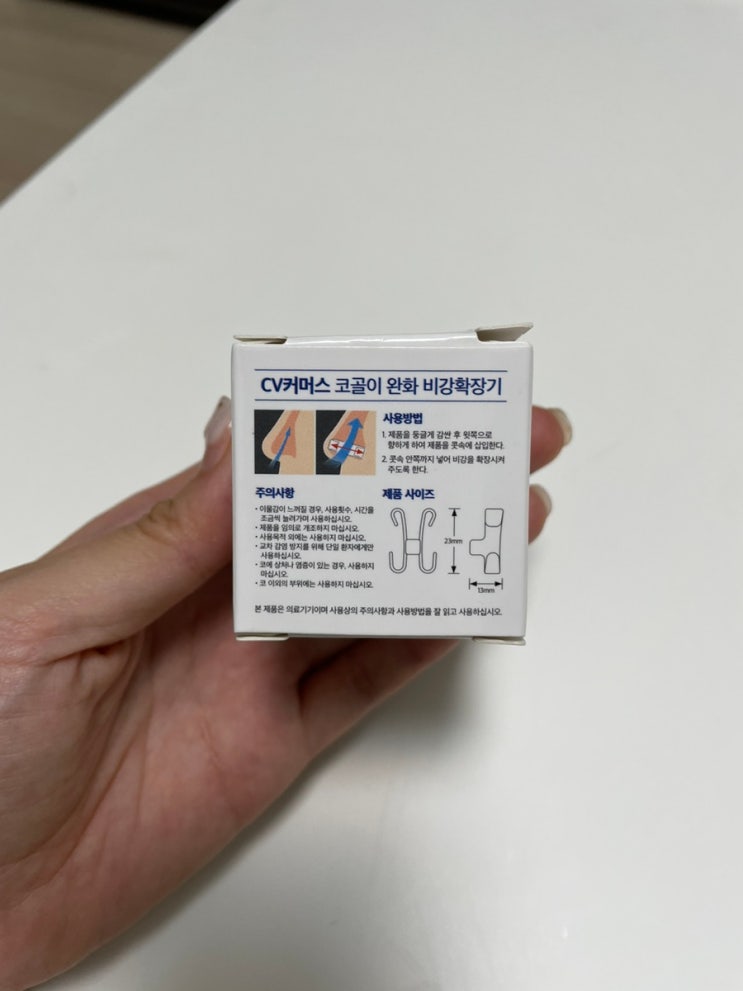 CV커머스 코골이 완화 비강확장기
사용방법
1. 제품을 둥글게 감싼 후 윗쪽으로
향하게 하여 제품을 콧속에 삽입한다.
2. 콧속 안쪽까지 넣어 비강을 확장시켜
주도록 한다.
주의사항
• 이물감이 느껴질 경우, 사용횟수, 시간을
조금씩 늘려가며 사용하십시오.
• 제품을 임의로 개조하지 마십시오.
• 사용목적 외에는 사용하지 마십시오.
• 교차 감염 방지를 위해 단일 환자에게만
사용하십시오.
• 코에 상처나 염증이 있는 경우, 사용하지
마십시오.
• 코 이외의 부위에는 사용하지 마십시오.
제품 사이즈
23mm
13mm
본 제품은 의료기기이며 사용상의 주의사항과 사용방법을 잘 읽고 사용하십시오.